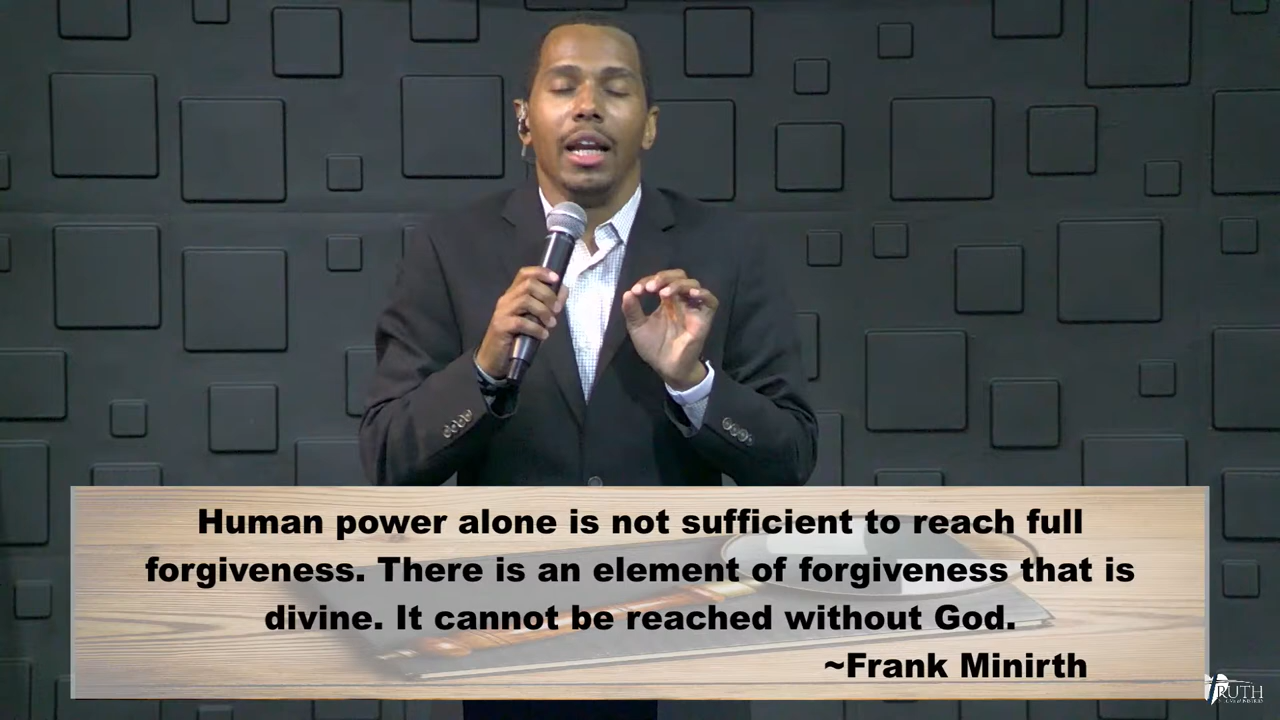 Human power alone is not sufficient to reach full
forgiveness. There is an element of forgiveness that is
divine. It cannot be reached without God.
~Frank Minirth
TRUTH